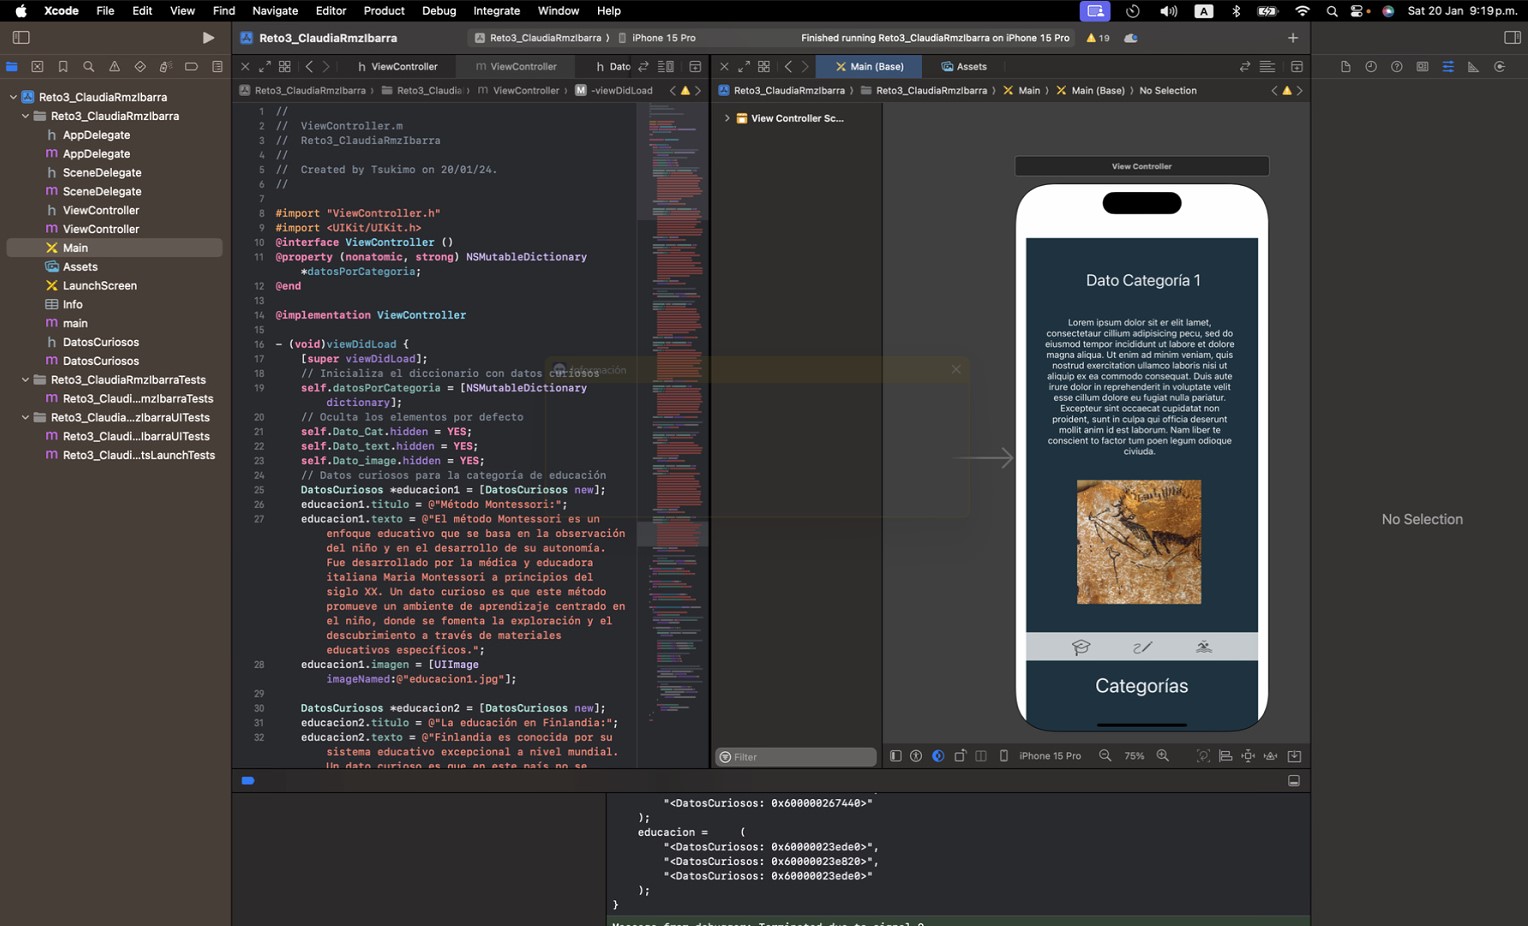 Xcode File Edit View Find Navigate Editor Product Debug Integrate Window Help
A
Sat 20 Jan 9:19 p.m.
Reto3_ClaudiaRmzIbarra
Reto3_ClaudiaRmzIbarra ⟩ iPhone 15 Pro
Finished running Reto3_ClaudiaRmzIbarra on iPhone 15 Pro
19
h ViewController
m ViewController
h Dato
Main (Base)
Assets
Reto3_ClaudiaRmzIbarra ⟩ Reto3_Claudia ⟩ m ViewController ⟩ M -viewDidLoad
Reto3_ClaudiaRmzIbarra ⟩ Reto3_ClaudiaRmzIbarra ⟩ Main ⟩ Main (Base) ⟩ No Selection
Reto3_ClaudiaRmzIbarra
Reto3_ClaudiaRmzIbarra
h AppDelegate
m AppDelegate
h SceneDelegate
m SceneDelegate
h ViewController
m ViewController
Main
Assets
LaunchScreen
Info
m main
h DatosCuriosos
m DatosCuriosos
Reto3_ClaudiaRmzIbarraTests
m Reto3_Claudi...mzIbarraTests
Reto3_Claudia...zIbarraUITests
m Reto3_Claudi...IbarraUITests
m Reto3_Claudi...tsLaunchTests
1 //
2 // ViewController.m
3 // Reto3_ClaudiaRmzIbarra
4 //
5 // Created by Tsukimo on 20/01/24.
6 //
7
8 #import "ViewController.h"
9 #import <UIKit/UIKit.h>
10 @interface ViewController ()
11 @property (nonatomic, strong) NSMutableDictionary
*datosPorCategoria;
12 @end
13
14 @implementation ViewController
15
16 - (void)viewDidLoad {
17 [super viewDidLoad];
18 // Inicializa el diccionario con datos curiosos
19 self.datosPorCategoria = [NSMutableDictionary
dictionary];
20 // Oculta los elementos por defecto
21 self.Dato_Cat.hidden = YES;
22 self.Dato_text.hidden = YES;
23 self.Dato_image.hidden = YES;
24 // Datos curiosos para la categoría de educación
25 DatosCuriosos *educacion1 = [DatosCuriosos new];
26 educacion1.titulo = @"Método Montessori:";
27 educacion1.texto = @"El método Montessori es un
enfoque educativo que se basa en la observación
del niño y en el desarrollo de su autonomía.
Fue desarrollado por la médica y educadora
italiana Maria Montessori a principios del
siglo XX. Un dato curioso es que este método
promueve un ambiente de aprendizaje centrado en
el niño, donde se fomenta la exploración y el
descubrimiento a través de materiales
educativos específicos.";
28 educacion1.imagen = [UIImage
imageNamed:@"educacion1.jpg"];
29
30 DatosCuriosos *educacion2 = [DatosCuriosos new];
31 educacion2.titulo = @"La educación en Finlandia:";
32 educacion2.texto = @"Finlandia es conocida por su
sistema educativo excepcional a nivel mundial.
Un dato curioso es que en este país no se
Información
View Controller Sc...
Filter
View Controller
Dato Categoría 1
Lorem ipsum dolor sit er elit lamet,
consectetaur cillium adipisicing pecu, sed do
eiusmod tempor incididunt ut labore et dolore
magna aliqua. Ut enim ad minim veniam, quis
nostrud exercitation ullamco laboris nisi ut
aliquip ex ea commodo consequat. Duis aute
irure dolor in reprehenderit in voluptate velit
esse cillum dolore eu fugiat nulla pariatur.
Excepteur sint occaecat cupidatat non
proident, sunt in culpa qui officia deserunt
mollit anim id est laborum. Nam liber te
conscient to factor tum poen legum odioque
civiuda.
Categorías
iPhone 15 Pro
75%
No Selection
"<DatosCuriosos: 0x600000267440>"
);
educacion = (
"<DatosCuriosos: 0x60000023ede0>",
"<DatosCuriosos: 0x60000023e820>",
"<DatosCuriosos: 0x60000023ede0>"
);
}
Message from debugger: Terminated due to signal 9